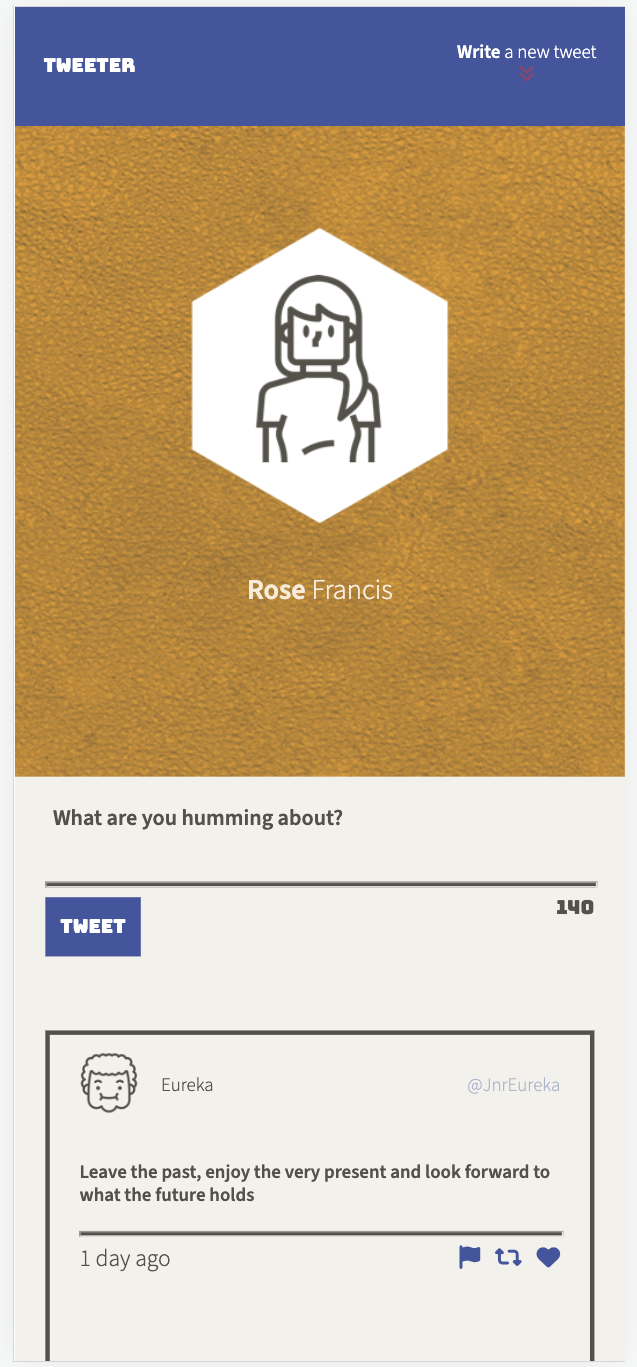 TWEETER
Write a new tweet
Rose Francis
What are you humming about?
TWEET
140
Eureka
@JnrEureka
Leave the past, enjoy the very present and look forward to
what the future holds
1 day ago